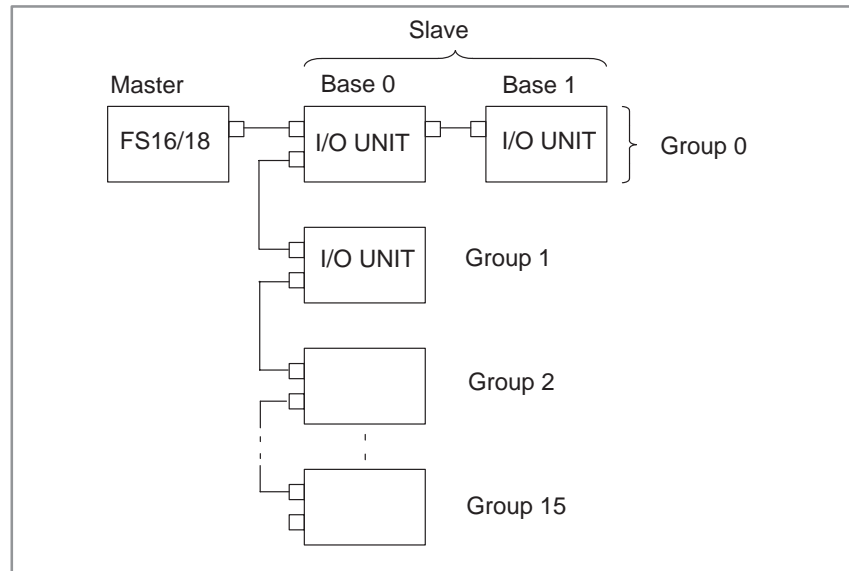 Slave
Master
Base 0
Base 1
FS16/18
I/O UNIT
I/O UNIT
Group 0
I/O UNIT
Group 1
Group 2
Group 15